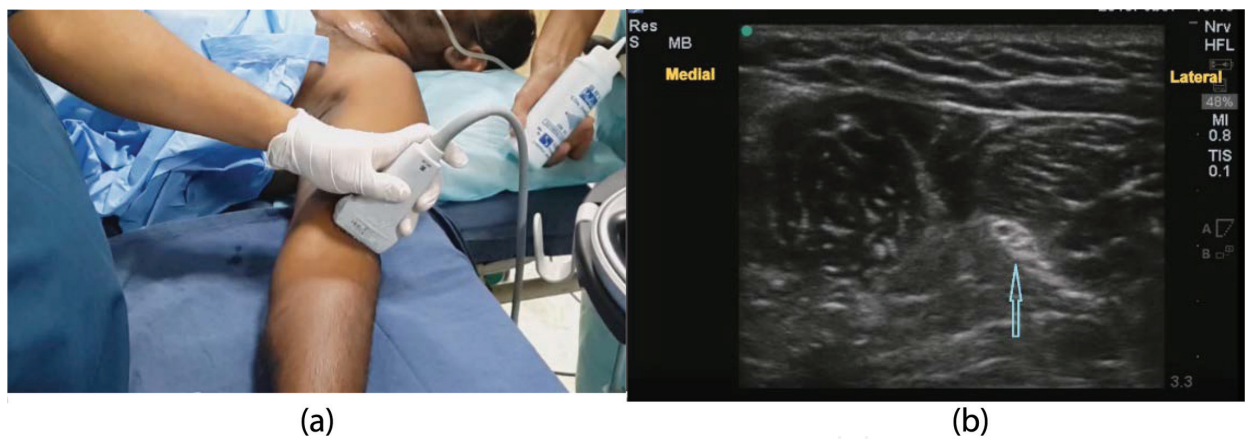 Res
S
MB
Medial
Nrv
HFL
Lateral
48%
MI
0.8
TIS
0.1
A
B
3.3
(a)
(b)